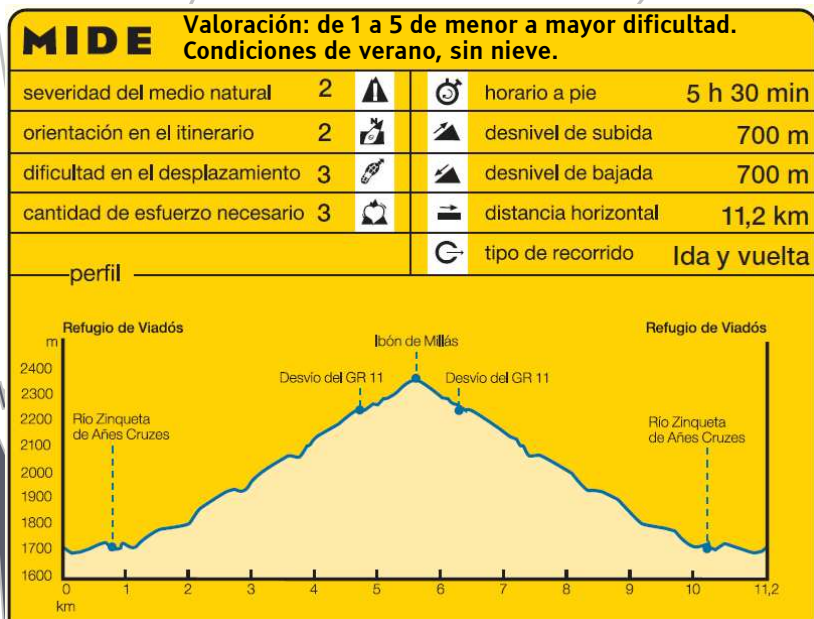 MIDE
Valoración: de 1 a 5 de menor a mayor dificultad.
Condiciones de verano, sin nieve.
severidad del medio natural 2
horario a pie 5 h 30 min
orientación en el itinerario 2
N
desnivel de subida 700 m
dificultad en el desplazamiento 3
desnivel de bajada 700 m
cantidad de esfuerzo necesario 3
distancia horizontal 11,2 km
tipo de recorrido Ida y vuelta
perfil
Refugio de Viadós
Refugio de Viadós
m
Ibón de Millás
2400
2300
2200
2100
2000
1900
1800
1700
1600
Desvío del GR 11
Desvío del GR 11
Río Zinqueta
de Añes Cruzes
Río Zinqueta
de Añes Cruzes
0 1 2 3 4 5 6 7 8 9 10 11,2
km